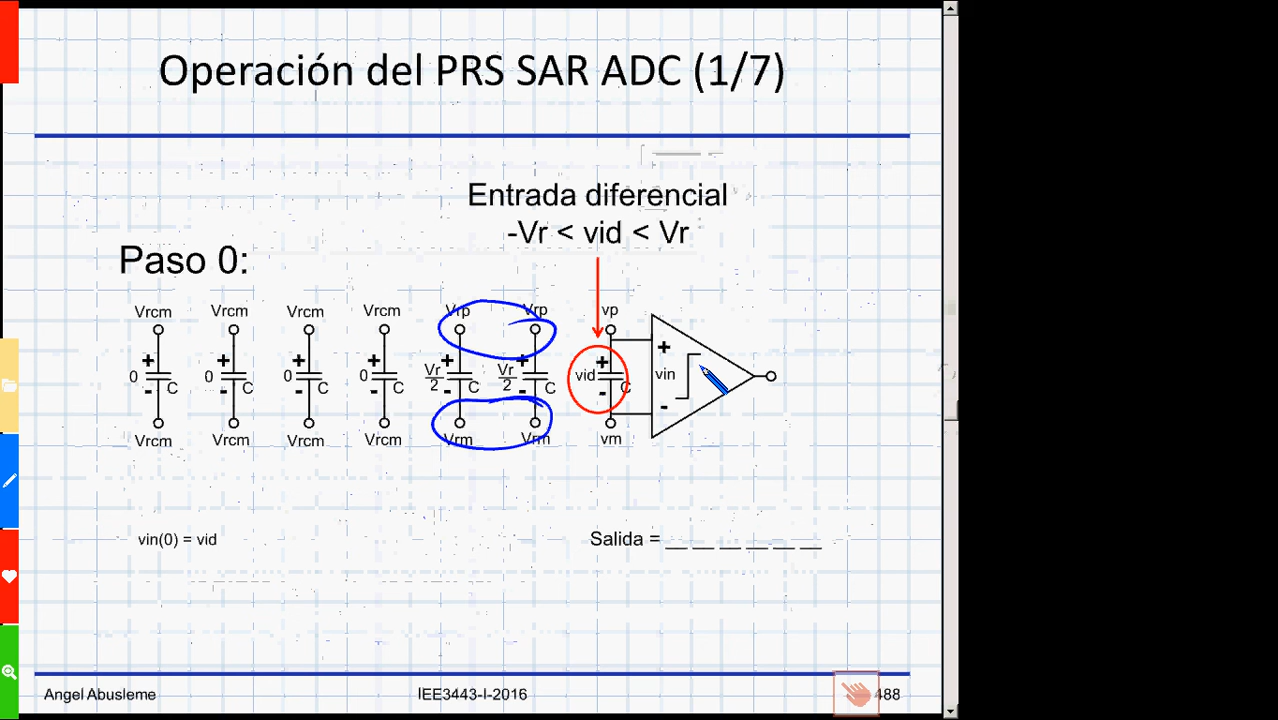 Operación del PRS SAR ADC (1/7)
Entrada diferencial
-Vr < vid < Vr
Paso 0:
Vrcm Vrcm Vrcm Vrcm Vrp Vrp vp
+ + + + + + + +
0 C 0 C 0 C 0 C Vr/2 C Vr/2 C vid C vin
- - - - - - - -
Vrcm Vrcm Vrcm Vrcm Vrm Vrm vm
vin(0) = vid
Salida = _ _ _ _ _ _
Angel Abusleme
IEE3443-I-2016
488